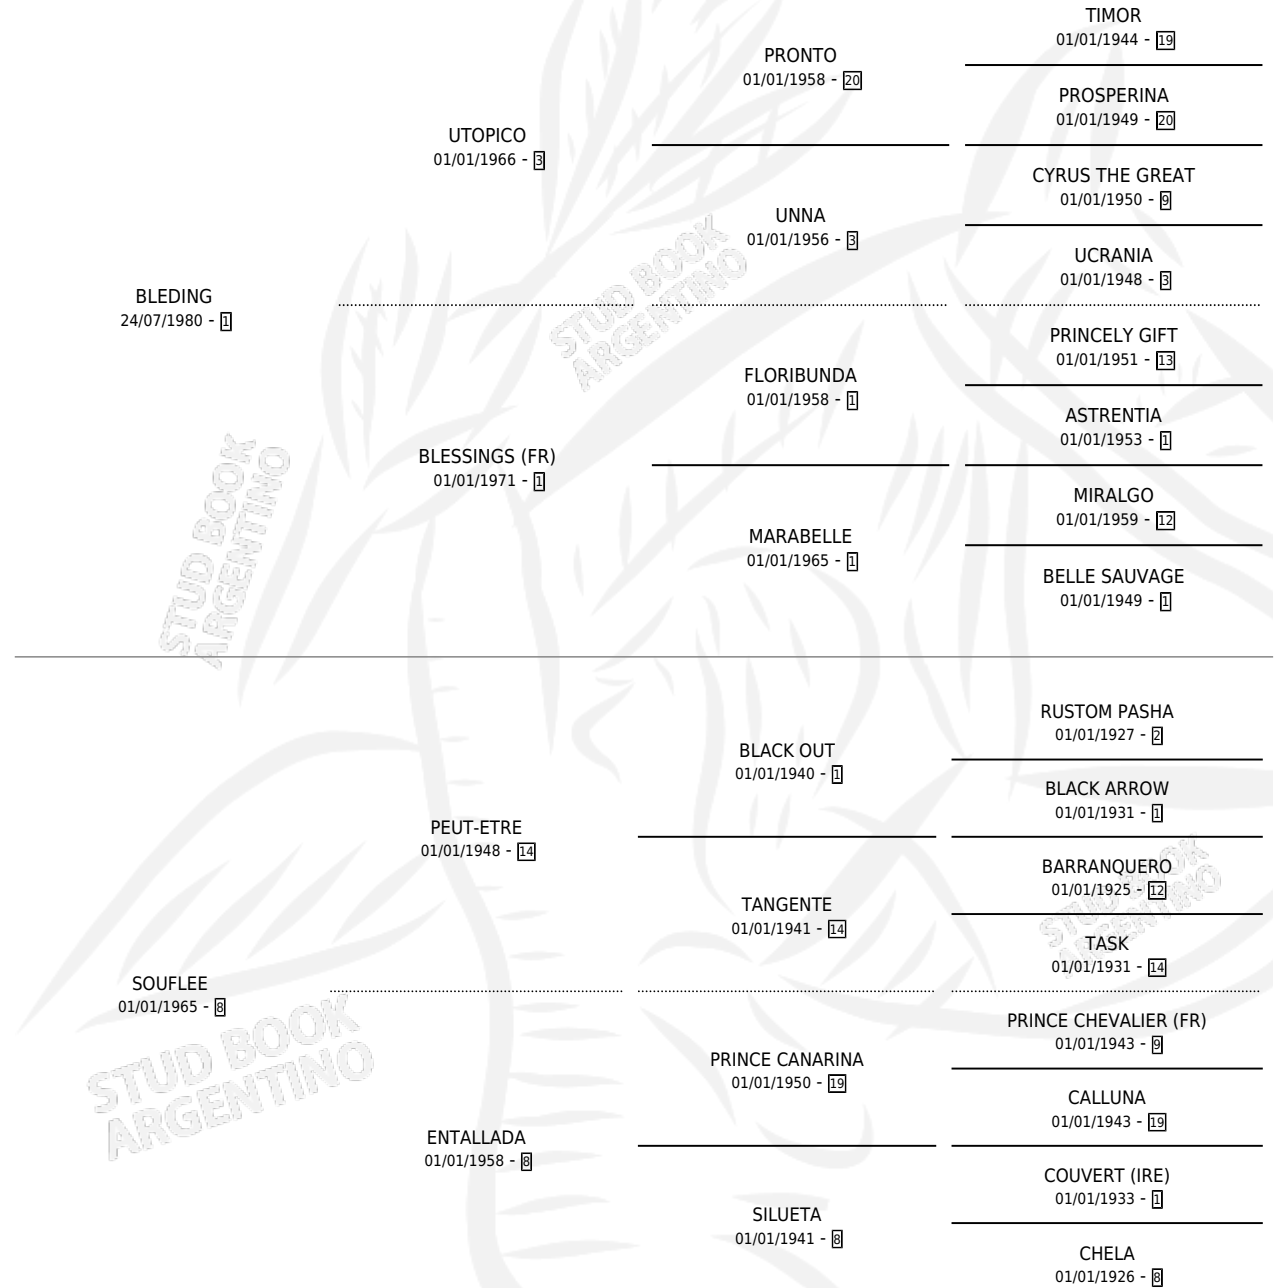 TIMOR
01/01/1944 - 19
PRONTO
01/01/1958 - 20
PROSPERINA
01/01/1949 - 20
UTOPICO
01/01/1966 - 3
CYRUS THE GREAT
01/01/1950 - 9
UNNA
01/01/1956 - 3
UCRANIA
01/01/1948 - 3
BLEDING
24/07/1980 - 1
PRINCELY GIFT
01/01/1951 - 13
FLORIBUNDA
01/01/1958 - 1
ASTRENTIA
01/01/1953 - 1
BLESSINGS (FR)
01/01/1971 - 1
MIRALGO
01/01/1959 - 12
MARABELLE
01/01/1965 - 1
BELLE SAUVAGE
01/01/1949 - 1
RUSTOM PASHA
01/01/1927 - 2
BLACK OUT
01/01/1940 - 1
BLACK ARROW
01/01/1931 - 1
PEUT-ETRE
01/01/1948 - 14
BARRANQUERO
01/01/1925 - 12
TANGENTE
01/01/1941 - 14
TASK
01/01/1931 - 14
SOUFLEE
01/01/1965 - 8
PRINCE CHEVALIER (FR)
01/01/1943 - 9
PRINCE CANARINA
01/01/1950 - 19
CALLUNA
01/01/1943 - 19
ENTALLADA
01/01/1958 - 8
COUVERT (IRE)
01/01/1933 - 1
SILUETA
01/01/1941 - 8
CHELA
01/01/1926 - 8
STUD BOOK
ARGENTINO
STUD BOOK
ARGENTINO
STUD BOOK
ARGENTINO
STUD BOOK
ARGENTINO